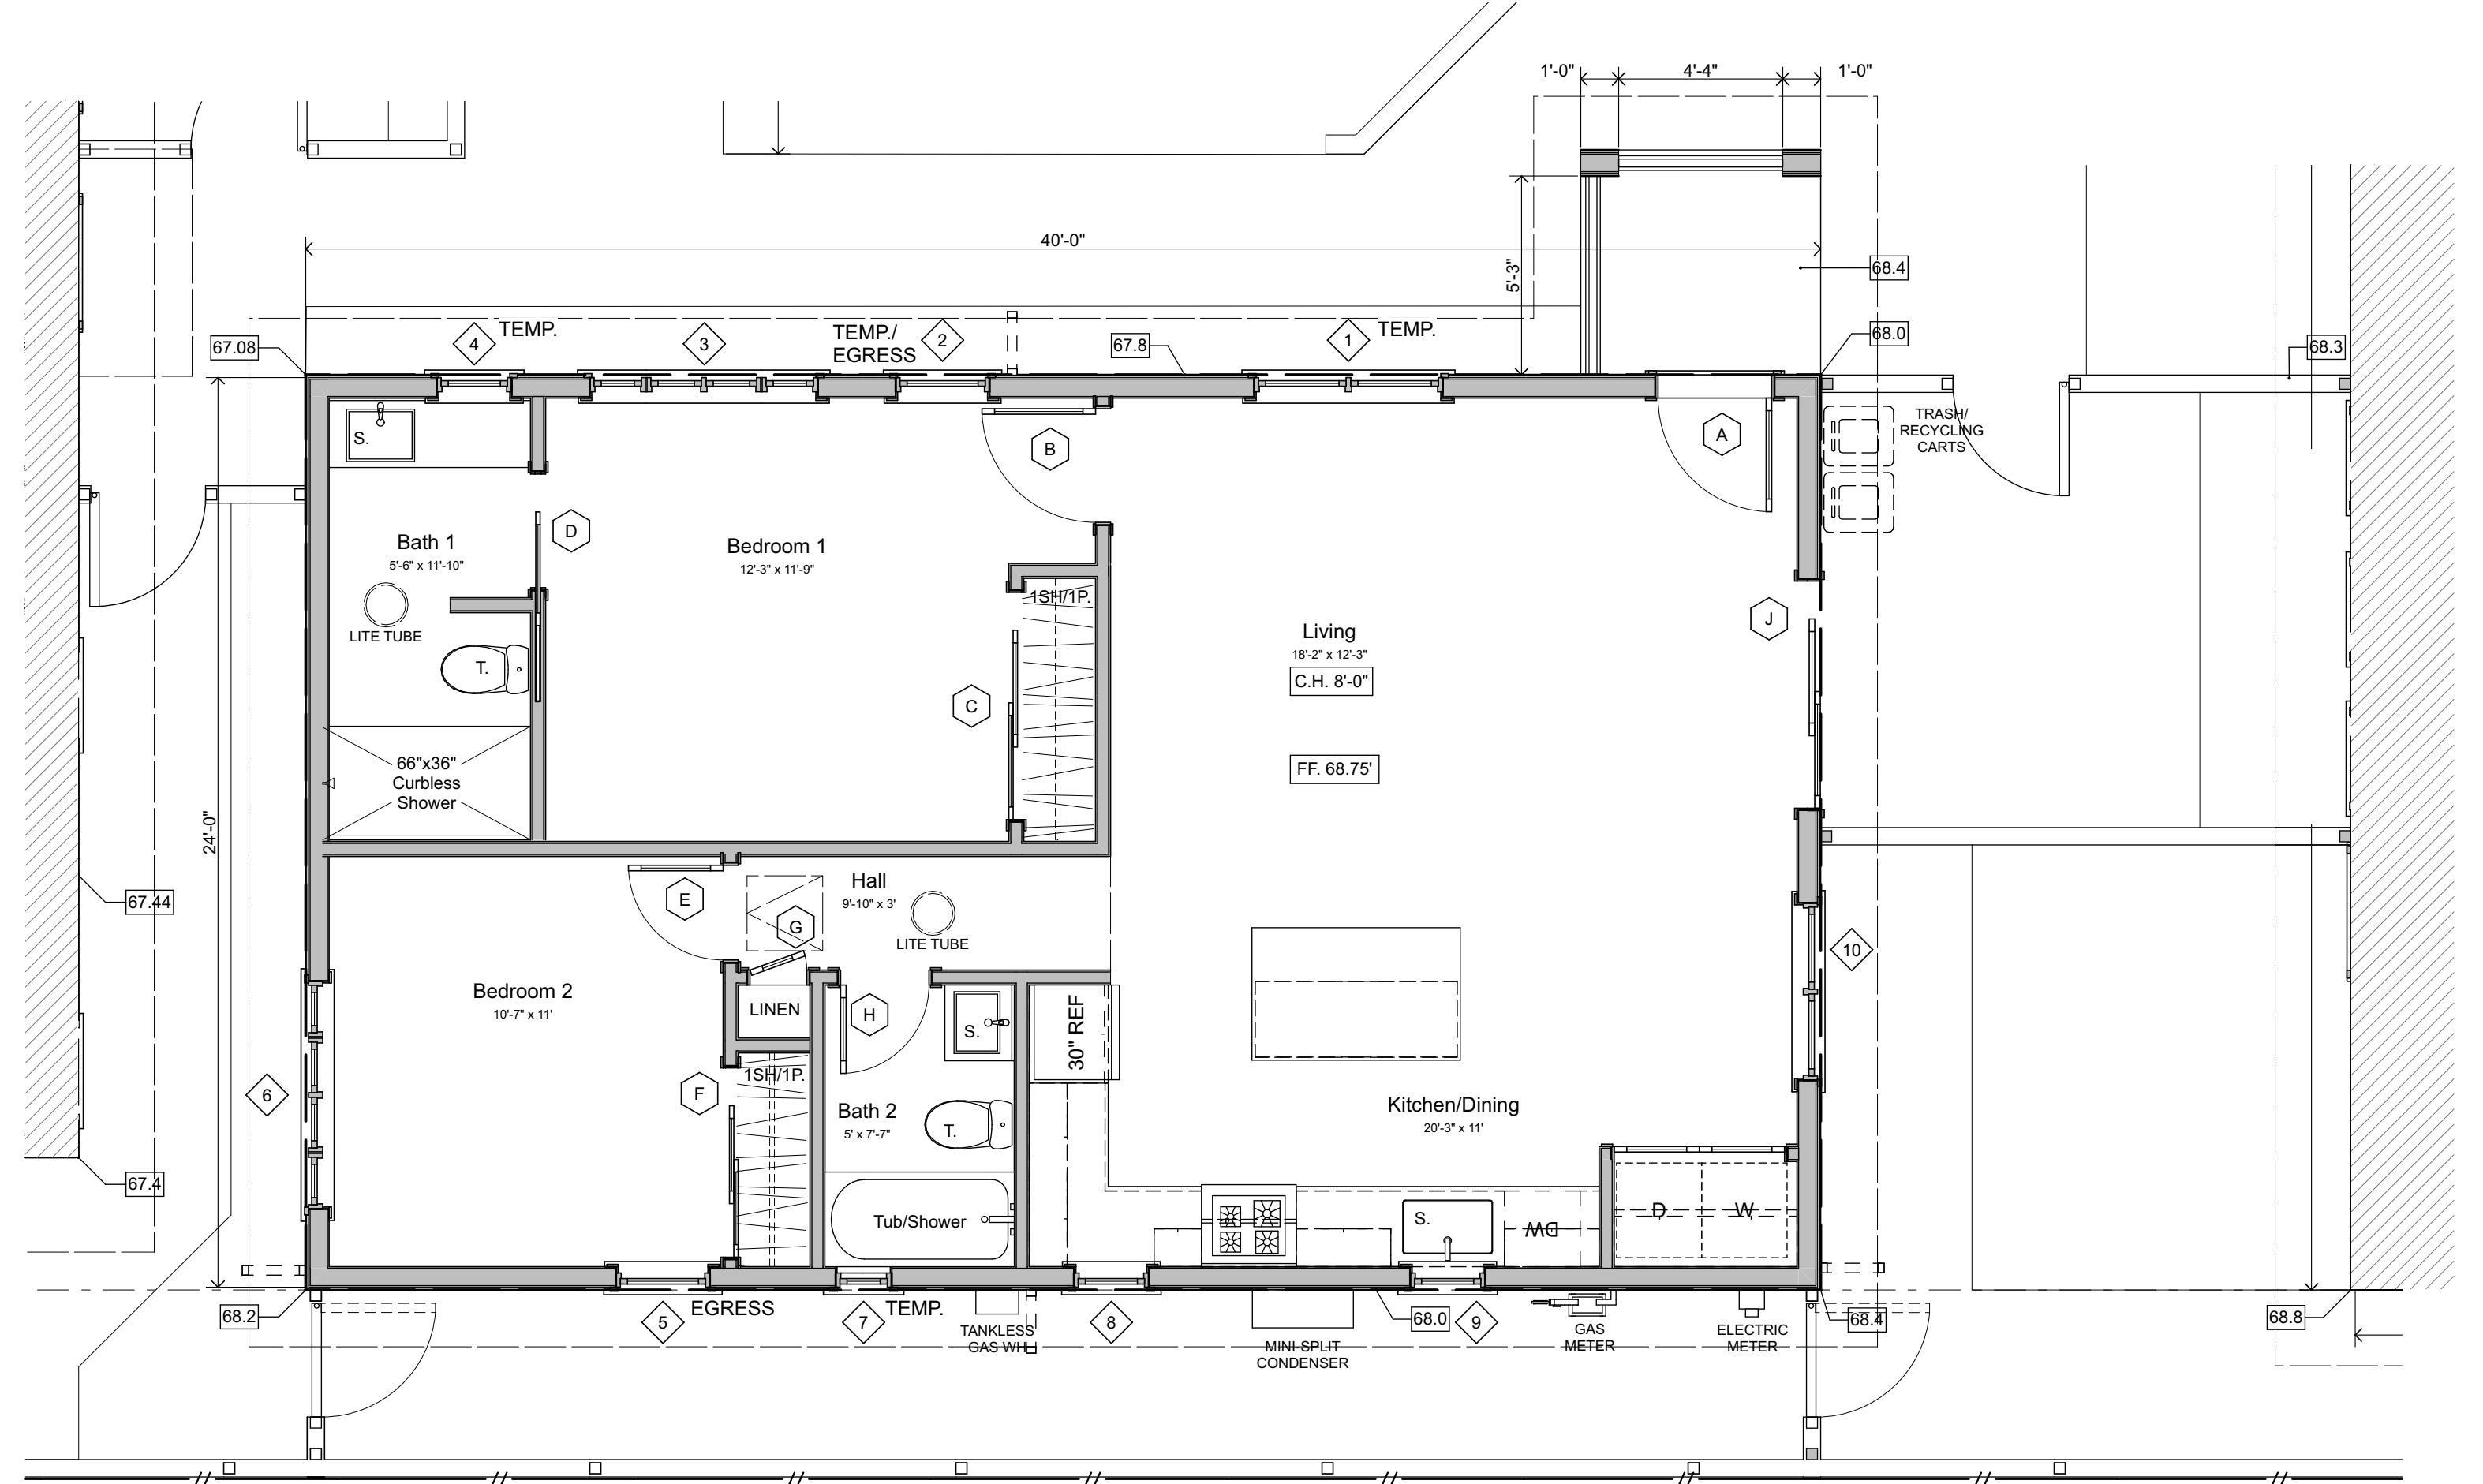 1'-0"
4'-4"
1'-0"
40'-0"
5'-3"
68.4
67.08
4
TEMP.
3
TEMP./
EGRESS
2
67.8
1
TEMP.
68.0
68.3
S.
B
A
TRASH/
RECYCLING
CARTS
D
Bath 1
5'-6" x 11'-10"
Bedroom 1
12'-3" x 11'-9"
1SH/1P.
LITE TUBE
J
Living
18'-2" x 12'-3"
C.H. 8'-0"
T.
C
66"x36"
Curbless
Shower
FF. 68.75'
24'-0"
67.44
E
Hall
9'-10" x 3'
G
LITE TUBE
10
Bedroom 2
10'-7" x 11'
LINEN
H
S.
30" REF
6
F
1SH/1P.
Bath 2
5' x 7'-7"
T.
Kitchen/Dining
20'-3" x 11'
67.4
Tub/Shower
S.
DW
D
W
68.2
5
EGRESS
7
TEMP.
TANKLESS
GAS WH
8
MINI-SPLIT
CONDENSER
68.0
9
GAS
METER
ELECTRIC
METER
68.4
68.8